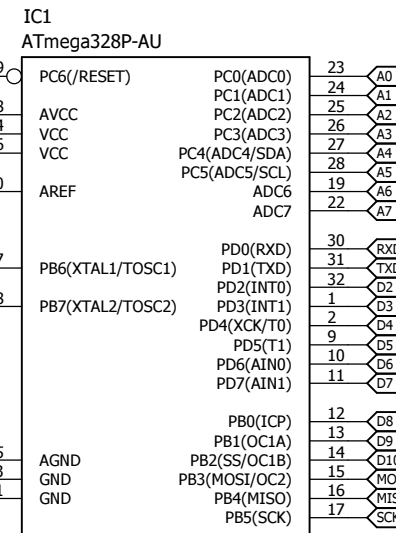 IC1
ATmega328P-AU
PC6(/RESET) PC0(ADC0) 23 A0
PC1(ADC1) 24 A1
AVCC PC2(ADC2) 25 A2
VCC PC3(ADC3) 26 A3
VCC PC4(ADC4/SDA) 27 A4
PC5(ADC5/SCL) 28 A5
AREF ADC6 19 A6
ADC7 22 A7
PD0(RXD) 30
PB6(XTAL1/TOSC1) PD1(TXD) 31
PD2(INT0) 32 D2
PB7(XTAL2/TOSC2) PD3(INT1) 1 D3
PD4(XCK/T0) 2 D4
PD5(T1) 9 D5
PD6(AIN0) 10 D6
PD7(AIN1) 11 D7
PB0(ICP) 12 D8
PB1(OC1A) 13 D9
AGND PB2(SS/OC1B) 14
GND PB3(MOSI/OC2) 15
GND PB4(MISO) 16
PB5(SCK) 17